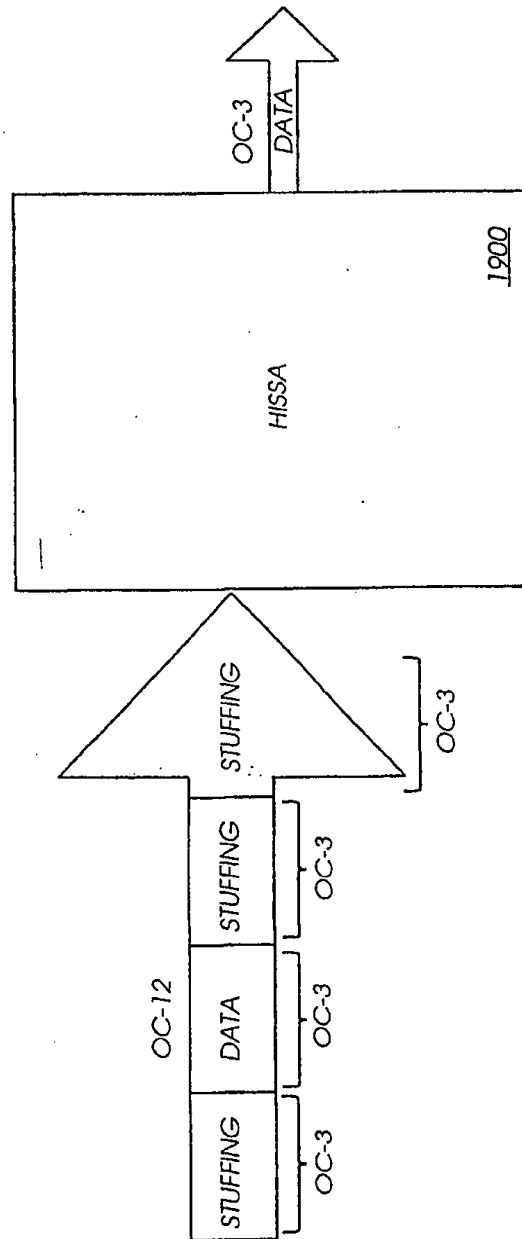 OC-12
STUFFING
DATA
STUFFING
STUFFING
OC-3
OC-3
OC-3
OC-3
HISSA
1900
OC-3
DATA